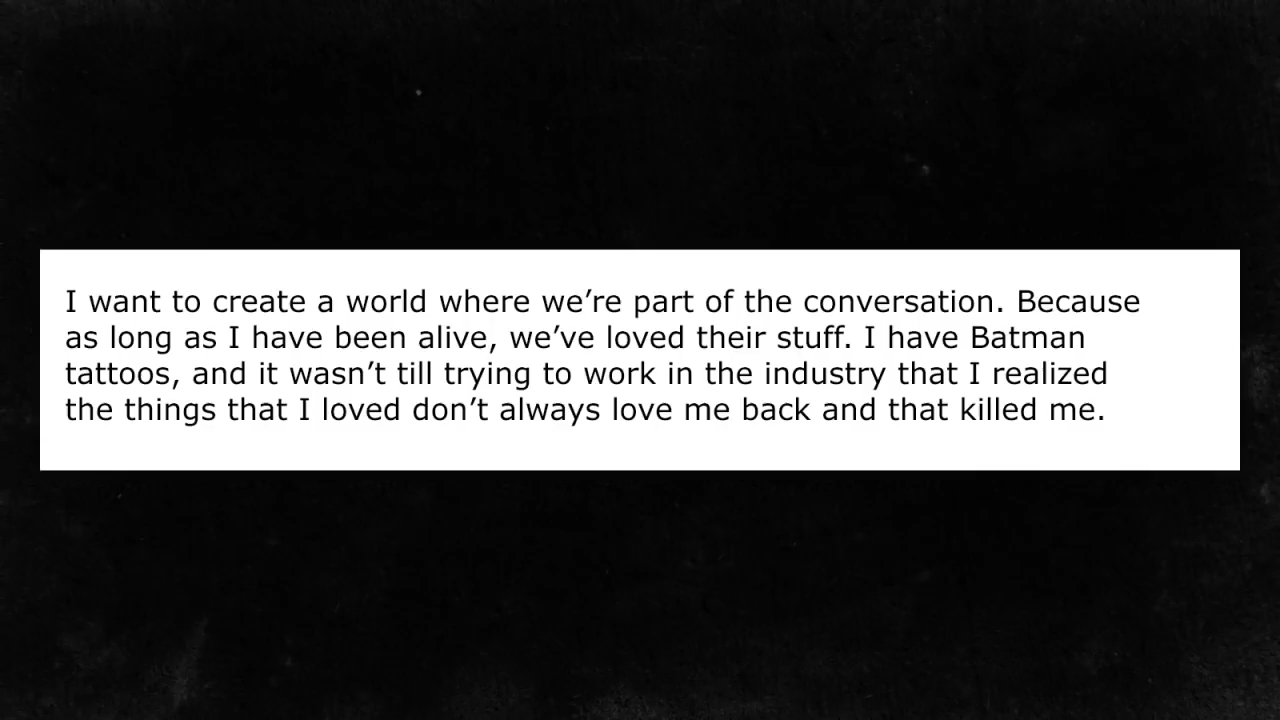 I want to create a world where we’re part of the conversation. Because
as long as I have been alive, we’ve loved their stuff. I have Batman
tattoos, and it wasn’t till trying to work in the industry that I realized
the things that I loved don’t always love me back and that killed me.